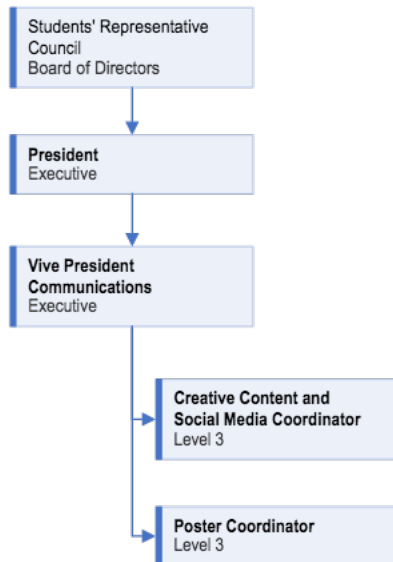 Students' Representative
Council
Board of Directors
President
Executive
Vive President
Communications
Executive
Creative Content and
Social Media Coordinator
Level 3
Poster Coordinator
Level 3